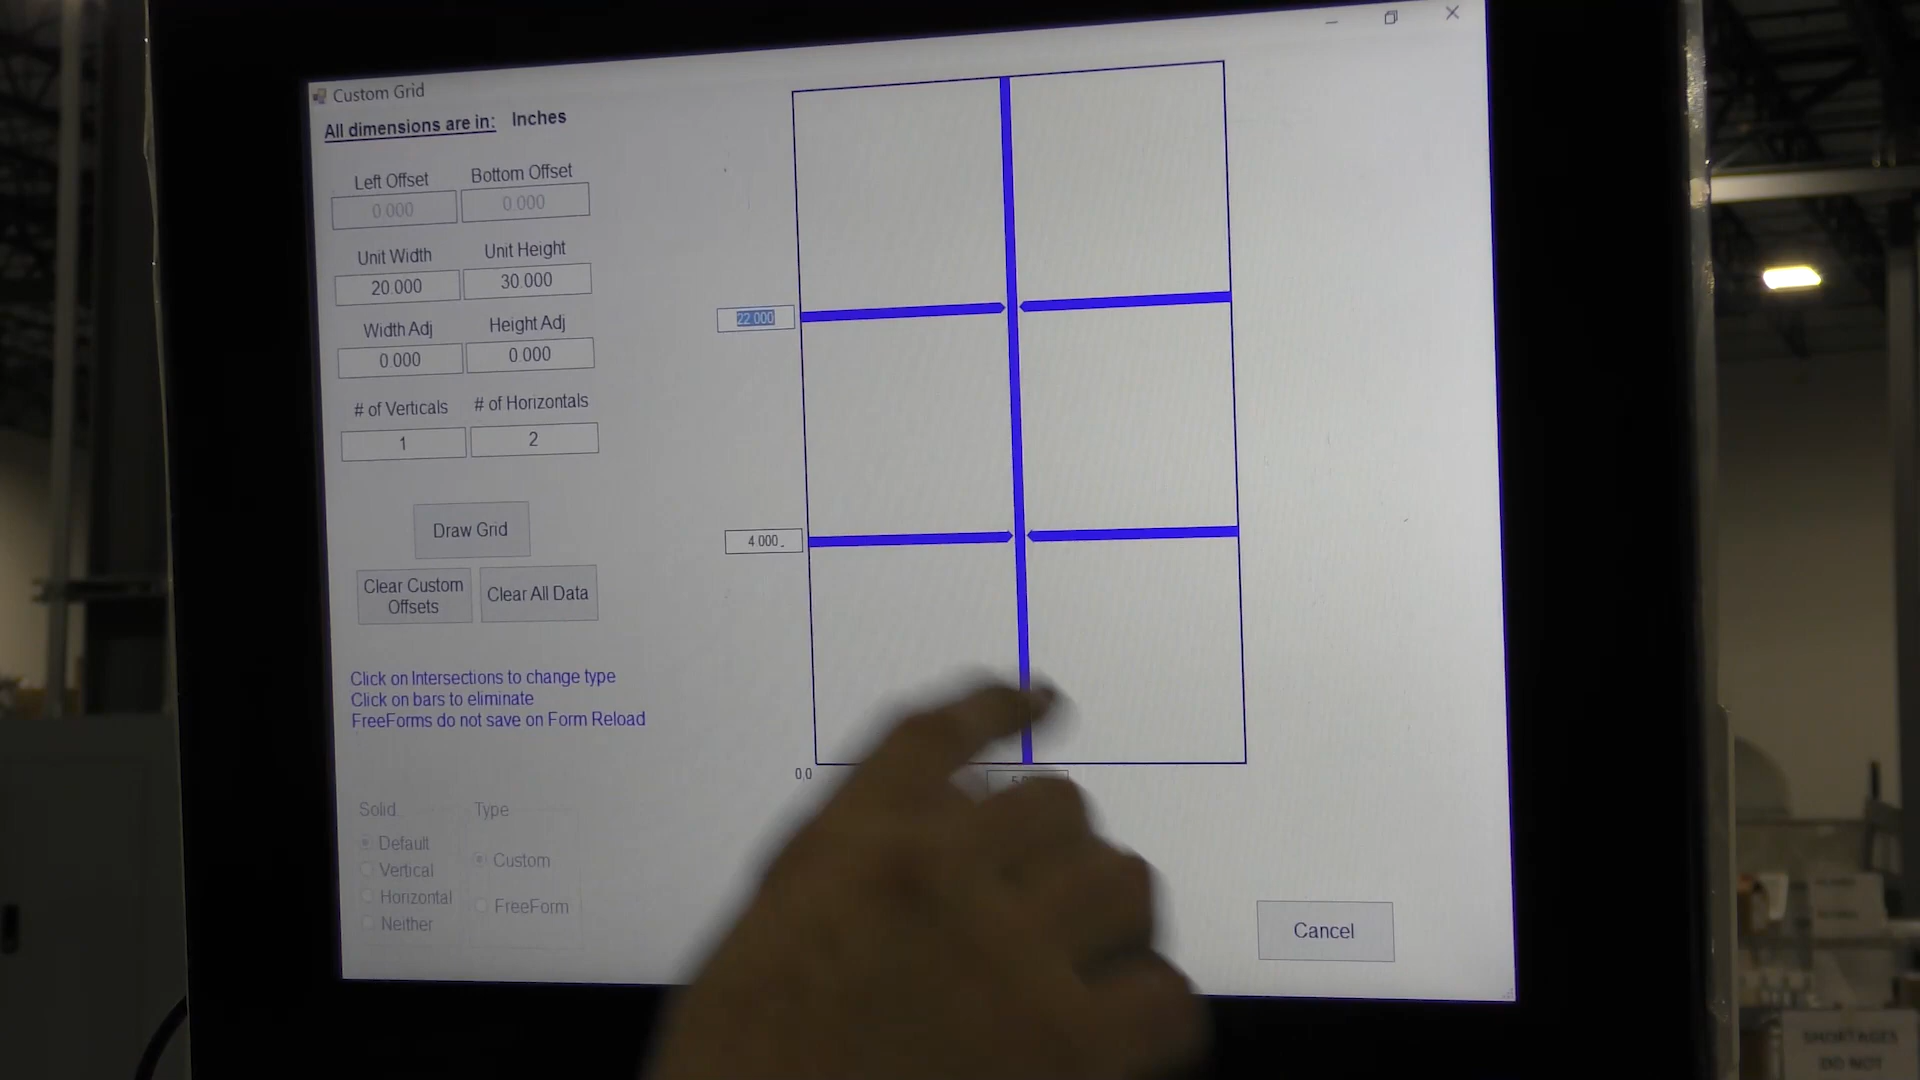 Custom Grid
All dimensions are in: Inches
Left Offset Bottom Offset
0.000 0.000
Unit Width Unit Height
20.000 30.000
Width Adj Height Adj
0.000 0.000
# of Verticals # of Horizontals
1 2
Draw Grid
Clear Custom Offsets
Clear All Data
Click on Intersections to change type
Click on bars to eliminate
FreeForms do not save on Form Reload
Solid
Default
Vertical
Horizontal
Neither
Type
Custom
FreeForm
22.000
4.000
0,0
Cancel
SHORTAGES
DO NOT